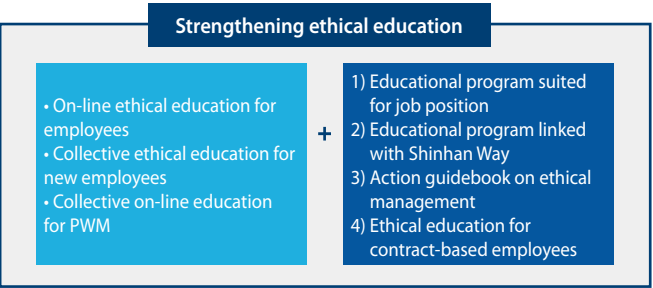 Strengthening ethical education
• On-line ethical education for
employees
• Collective ethical education for
new employees
• Collective on-line education
for PWM
+
1) Educational program suited
for job position
2) Educational program linked
with Shinhan Way
3) Action guidebook on ethical
management
4) Ethical education for
contract-based employees